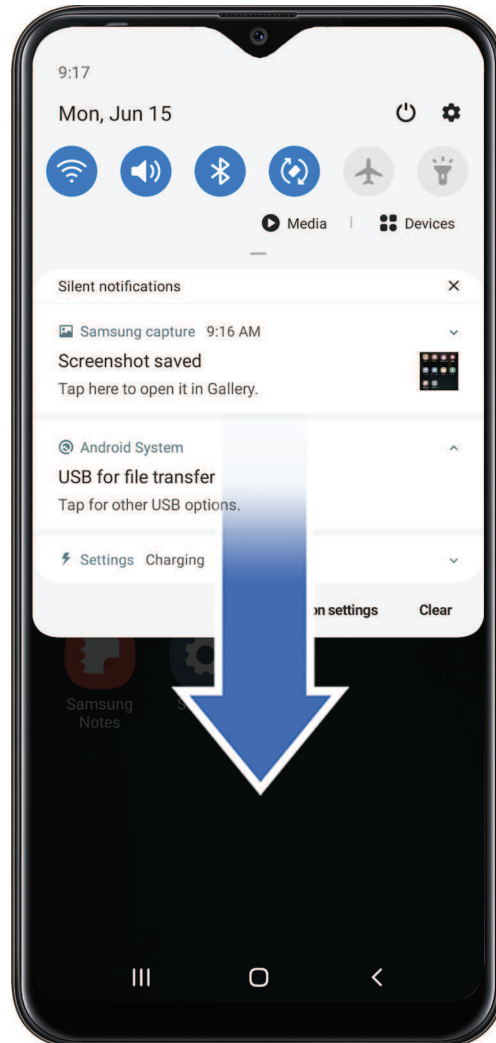 9:17
Mon, Jun 15
Media | Devices
Silent notifications
Samsung capture 9:16 AM
Screenshot saved
Tap here to open it in Gallery.
Android System
USB for file transfer
Tap for other USB options.
Settings Charging
on settings Clear
Samsung
Notes